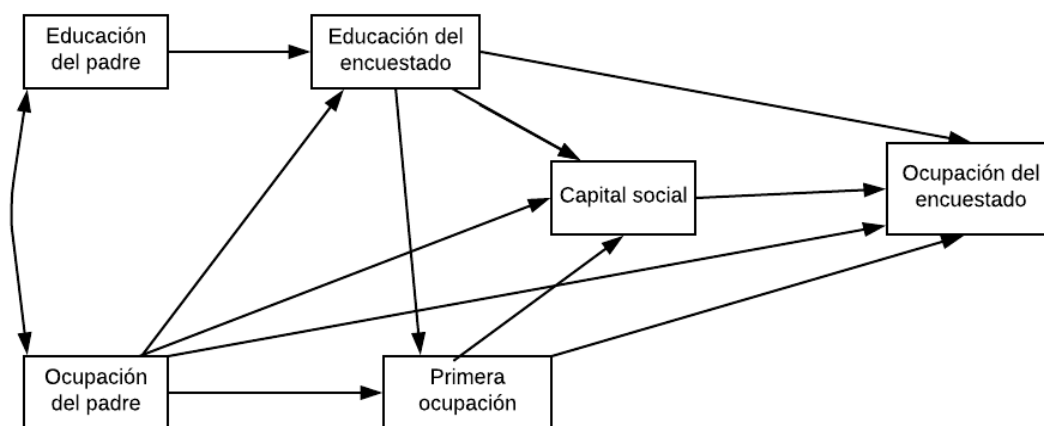 Educación
del padre
Educación del
encuestado
Capital social
Ocupación del
encuestado
Ocupación
del padre
Primera
ocupación